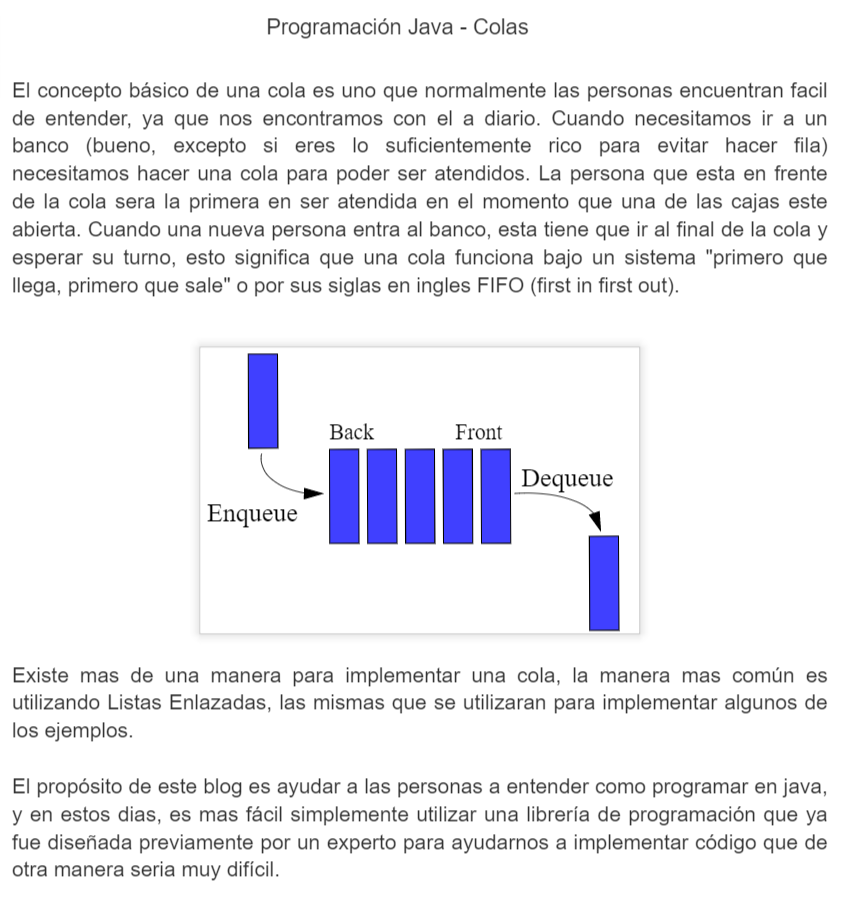 Programación Java - Colas
El concepto básico de una cola es uno que normalmente las personas encuentran facil
de entender, ya que nos encontramos con el a diario. Cuando necesitamos ir a un
banco (bueno, excepto si eres lo suficientemente rico para evitar hacer fila)
necesitamos hacer una cola para poder ser atendidos. La persona que esta en frente
de la cola sera la primera en ser atendida en el momento que una de las cajas este
abierta. Cuando una nueva persona entra al banco, esta tiene que ir al final de la cola y
esperar su turno, esto significa que una cola funciona bajo un sistema "primero que
llega, primero que sale" o por sus siglas en ingles FIFO (first in first out).
Back Front
Dequeue
Enqueue
Existe mas de una manera para implementar una cola, la manera mas común es
utilizando Listas Enlazadas, las mismas que se utilizaran para implementar algunos de
los ejemplos.
El propósito de este blog es ayudar a las personas a entender como programar en java,
y en estos dias, es mas fácil simplemente utilizar una librería de programación que ya
fue diseñada previamente por un experto para ayudarnos a implementar código que de
otra manera seria muy difícil.